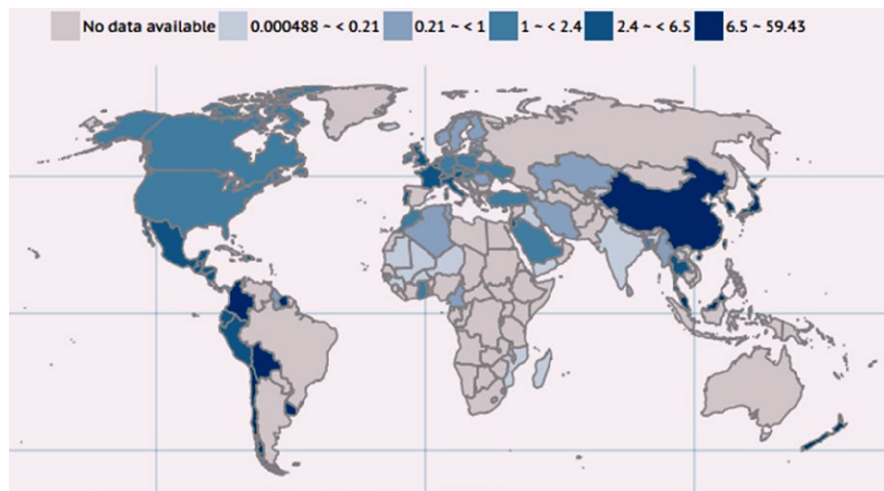 No data available 0.000488 ~ < 0.21 0.21 ~ < 1 1 ~ < 2.4 2.4 ~ < 6.5 6.5 ~ 59.43